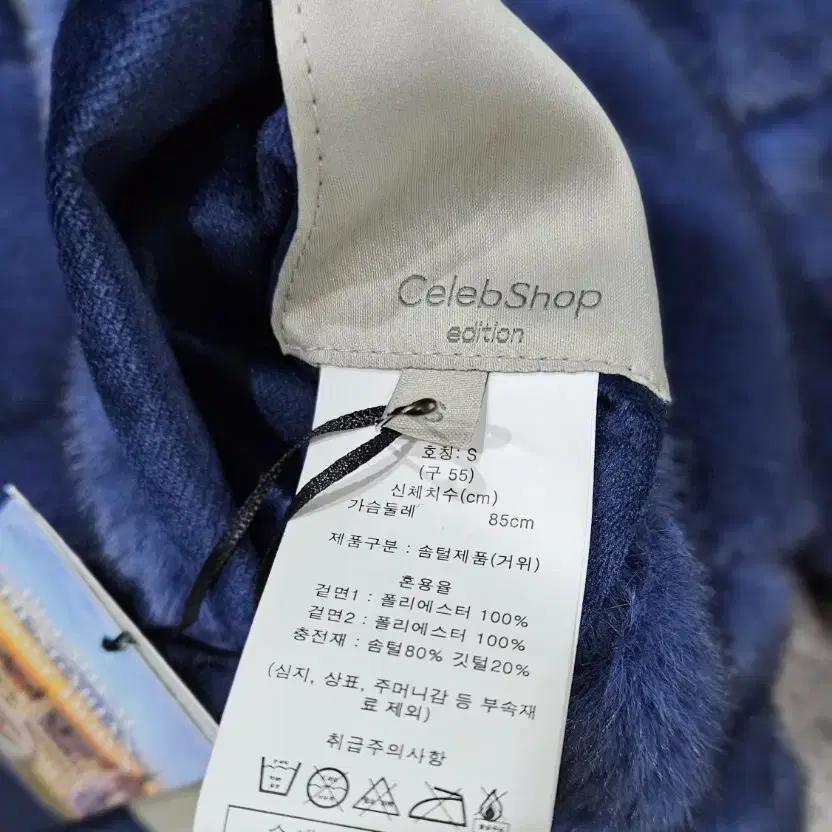 CelebShop
edition
호칭: S
(구 55)
신체치수(cm)
가슴둘레 85cm
제품구분 : 솜털제품(거위)
혼용율
겉면1 : 폴리에스터 100%
겉면2 : 폴리에스터 100%
충전재 : 솜털80% 깃털20%
(심지, 상표, 주머니감 등 부속재
료 제외)
취급주의사항